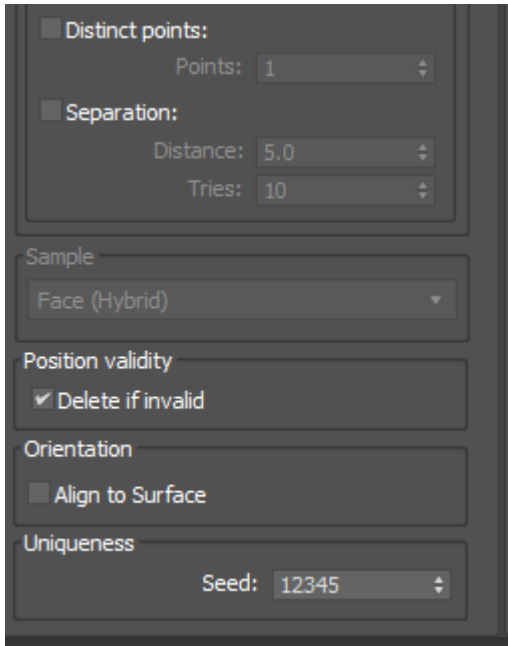 Distinct points:
Points: 1
Separation:
Distance: 5.0
Tries: 10
Sample
Face (Hybrid)
Position validity
Delete if invalid
Orientation
Align to Surface
Uniqueness
Seed: 12345